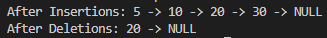 After Insertions: 5 -> 10 -> 20 -> 30 -> NULL
After Deletions: 20 -> NULL